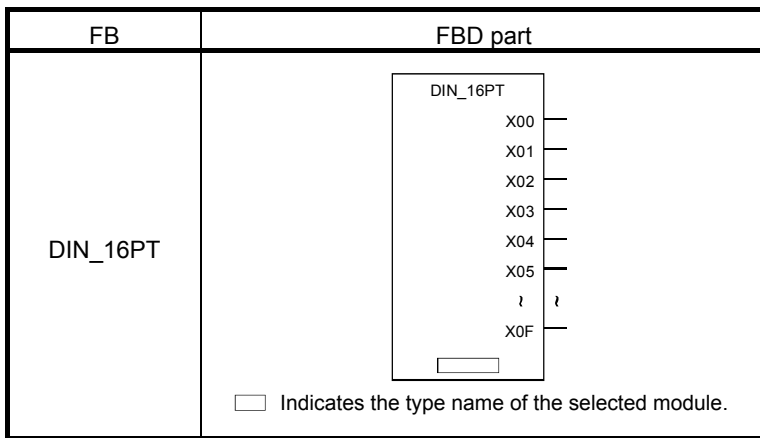 FB FBD part
DIN_16PT
DIN_16PT
X00
X01
X02
X03
X04
X05
~ ~
X0F
Indicates the type name of the selected module.